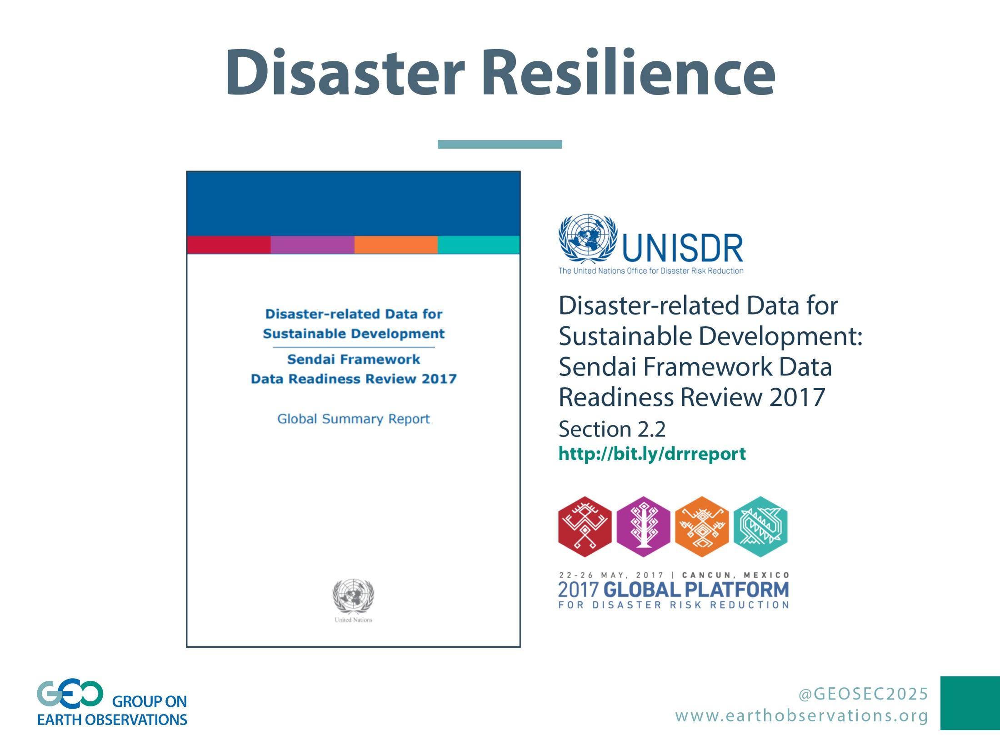 Disaster Resilience
Disaster-related Data for
Sustainable Development
Sendai Framework
Data Readiness Review 2017
Global Summary Report
United Nations
UNISDR
The United Nations Office for Disaster Risk Reduction
Disaster-related Data for
Sustainable Development:
Sendai Framework Data
Readiness Review 2017
Section 2.2
http://bit.ly/drrreport
22-26 MAY, 2017 | CANCUN, MEXICO
2017 GLOBAL PLATFORM
FOR DISASTER RISK REDUCTION
GEO GROUP ON
EARTH OBSERVATIONS
@GEOSEC2025
www.earthobservations.org